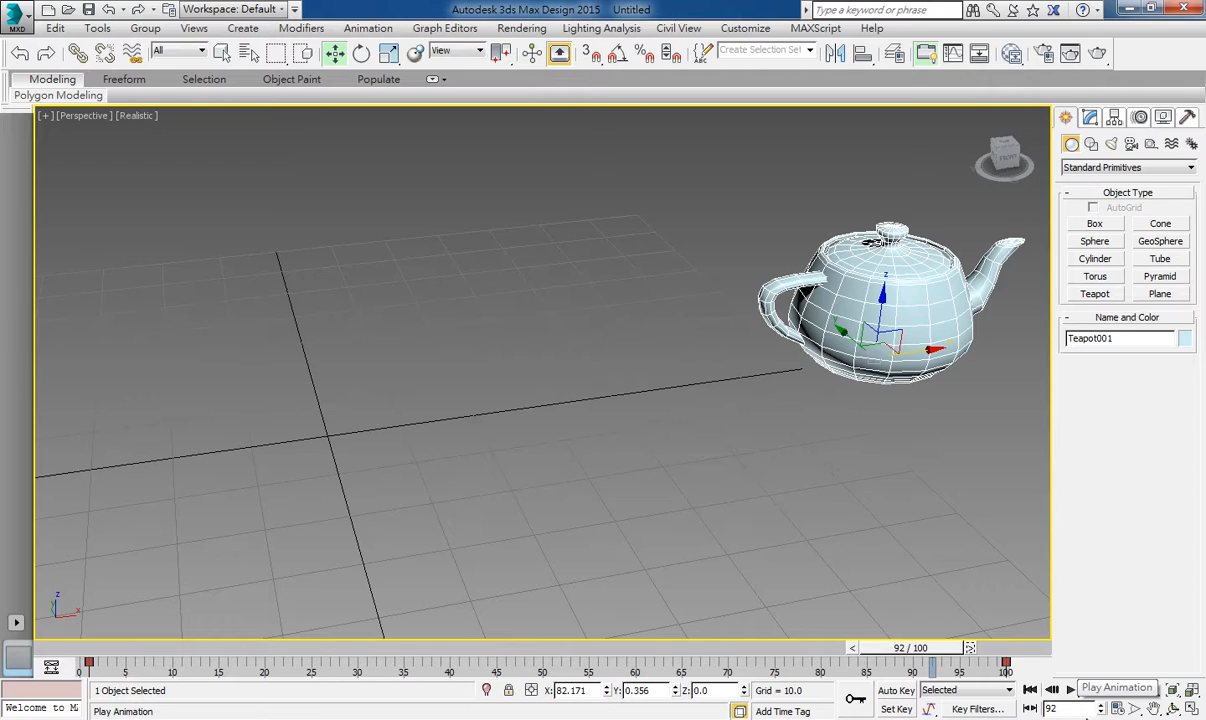 Workspace: Default
Autodesk 3ds Max Design 2015 Untitled
Type a keyword or phrase
MXD
Edit Tools Group Views Create Modifiers Animation Graph Editors Rendering Lighting Analysis Civil View Customize MAXScript Help
All
View
Create Selection Set
Modeling Freeform Selection Object Paint Populate
Polygon Modeling
[+] [Perspective ] [Realistic ]
FRONT
Standard Primitives
- Object Type
AutoGrid
Box Cone
Sphere GeoSphere
Cylinder Tube
Torus Pyramid
Teapot Plane
- Name and Color
Teapot001
z
z
x
< 92 / 100 >
0 5 10 15 20 25 30 35 40 45 50 55 60 65 70 75 80 85 90 95 100
1 Object Selected X: 82.171 Y: 0.356 Z: 0.0 Grid = 10.0 Auto Key Selected Play Animation
Welcome to M Play Animation Add Time Tag Set Key Key Filters... 92